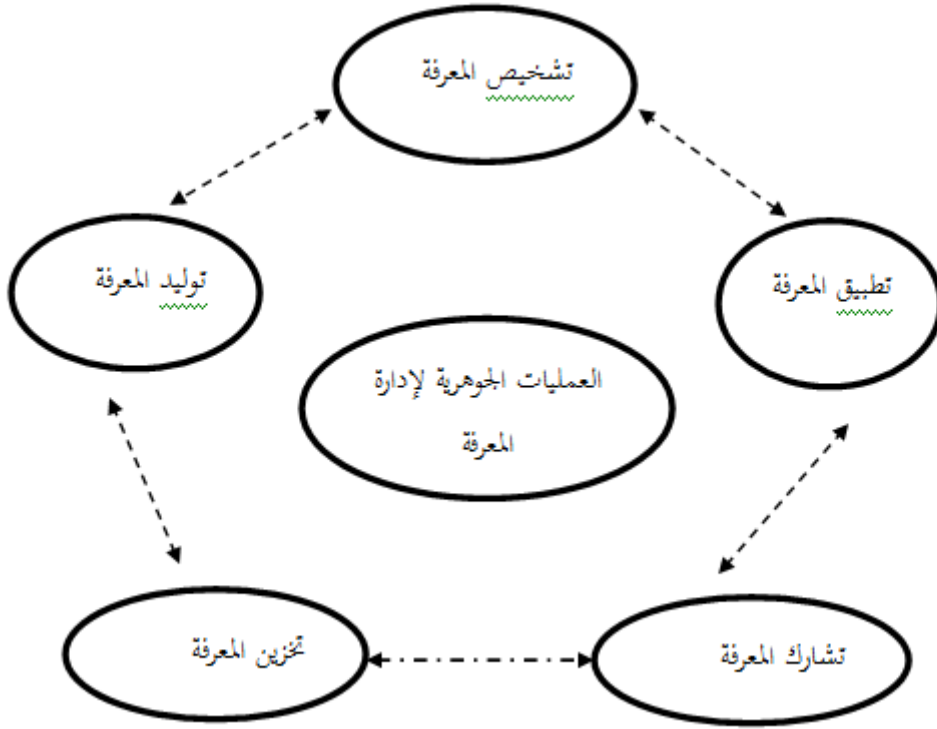 تشخيص المعرفة
توليد المعرفة
تطبيق المعرفة
العمليات الجوهرية لإدارة
المعرفة
تخزين المعرفة
تشارك المعرفة